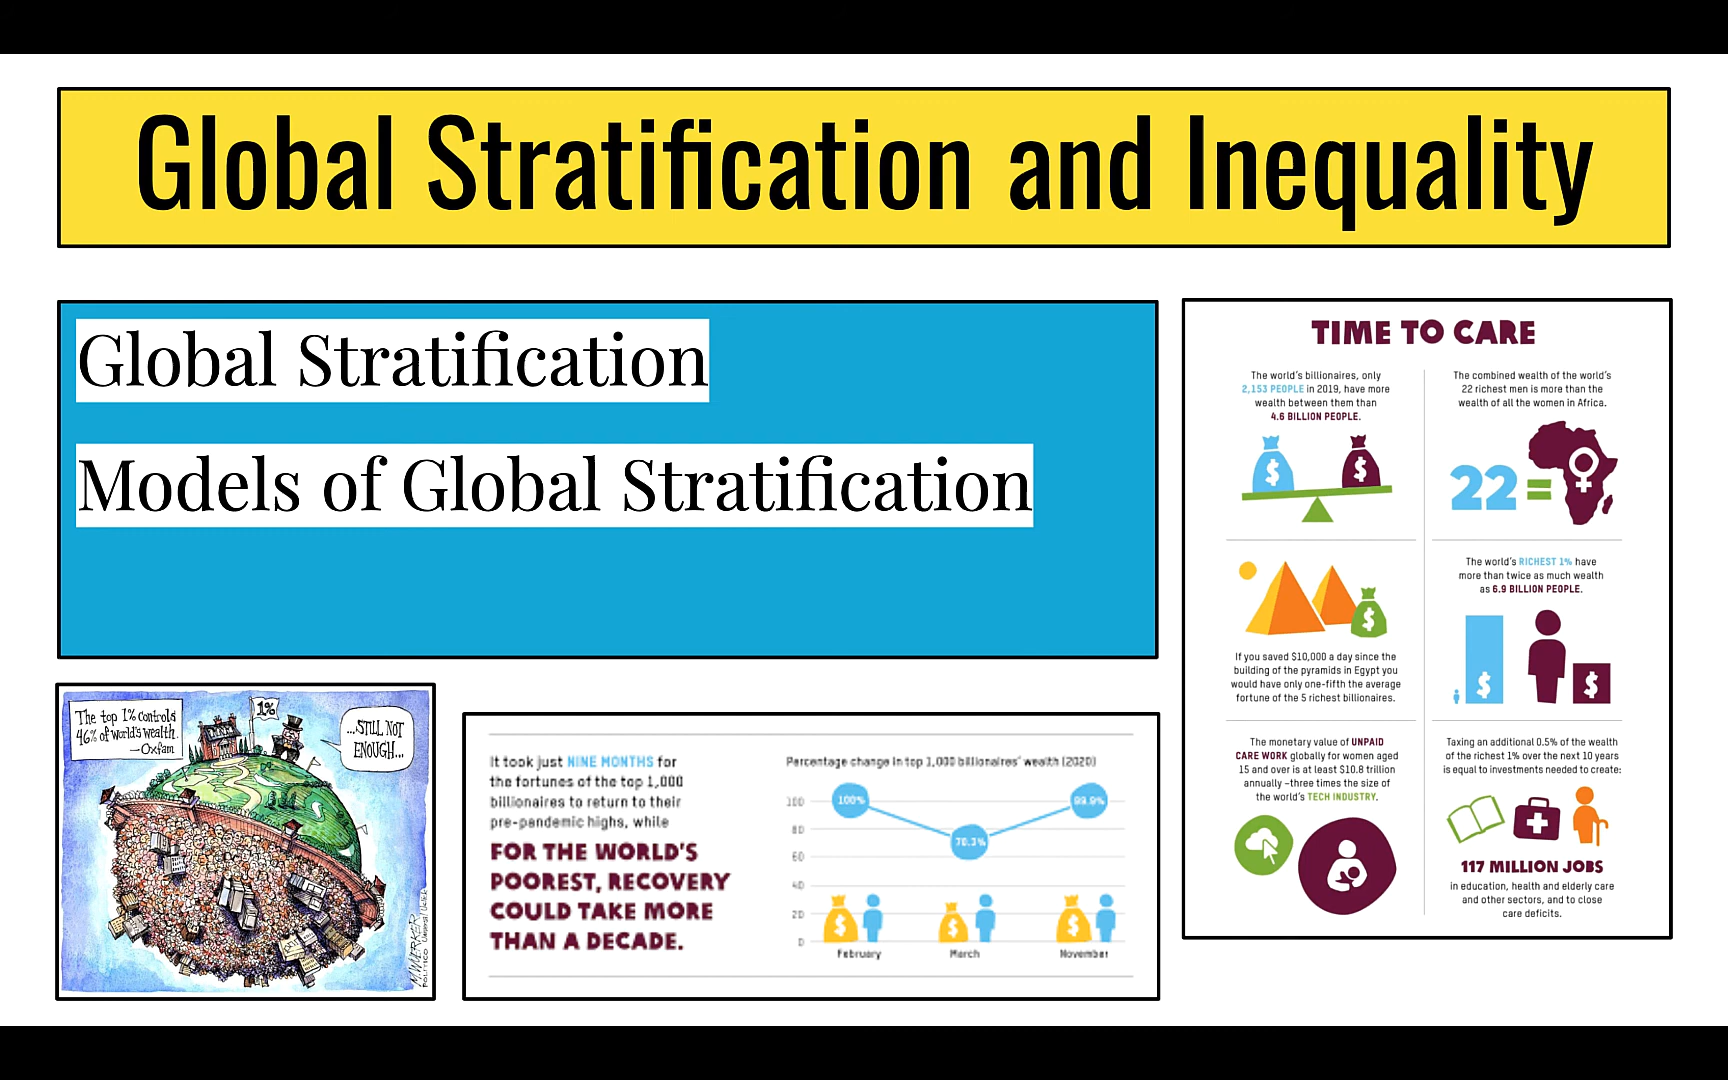 Global Stratification and Inequality
Global Stratification
Models of Global Stratification
The top 1% controls
46% of world's wealth.
—Oxfam
1%
...STILL NOT
ENOUGH...
It took just NINE MONTHS for
the fortunes of the top 1,000
billionaires to return to their
pre-pandemic highs, while
FOR THE WORLD'S
POOREST, RECOVERY
COULD TAKE MORE
THAN A DECADE.
Percentage change in top 1,000 billionaires' wealth (2020)
100
80
60
40
20
0
100%
70.3%
99.9%
$
$
$
February
March
November
TIME TO CARE
The world's billionaires, only
2,153 PEOPLE in 2019, have more
wealth between them than
4.6 BILLION PEOPLE.
$
$
The combined wealth of the world's
22 richest men is more than the
wealth of all the women in Africa.
22=
$
If you saved $10,000 a day since the
building of the pyramids in Egypt you
would have only one-fifth the average
fortune of the 5 richest billionaires.
The world's RICHEST 1% have
more than twice as much wealth
as 6.9 BILLION PEOPLE.
$
$
The monetary value of UNPAID
CARE WORK globally for women aged
15 and over is at least $10.8 trillion
annually –three times the size of
the world's TECH INDUSTRY.
Taxing an additional 0.5% of the wealth
of the richest 1% over the next 10 years
is equal to investments needed to create:
117 MILLION JOBS
in education, health and elderly care
and other sectors, and to close
care deficits.